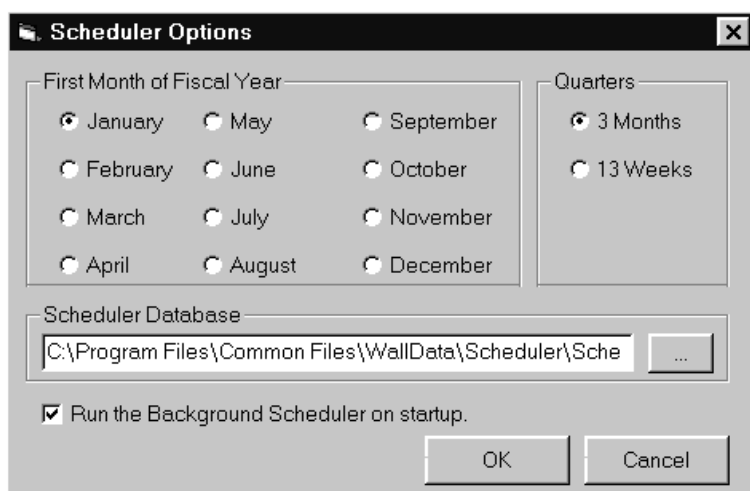 Scheduler Options
First Month of Fiscal Year
January May September
February June October
March July November
April August December
Quarters
3 Months
13 Weeks
Scheduler Database
C:\Program Files\Common Files\WallData\Scheduler\Sche
...
Run the Background Scheduler on startup.
OK Cancel